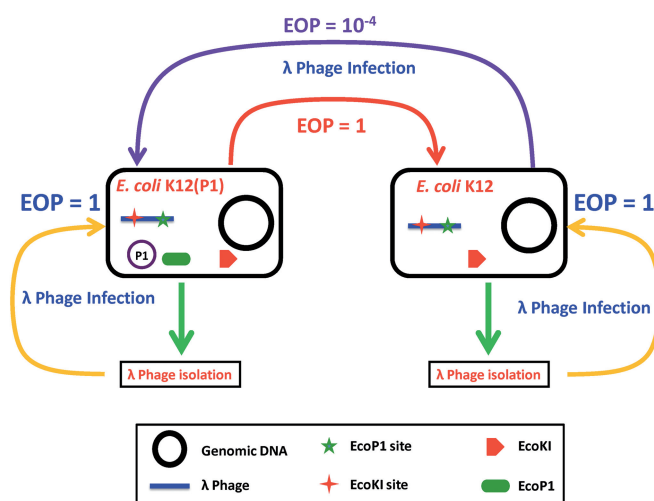 EOP = 10⁻⁴
λ Phage Infection
EOP = 1
E. coli K12(P1)
E. coli K12
EOP = 1
EOP = 1
P1
λ Phage Infection
λ Phage Infection
λ Phage isolation
λ Phage isolation
Genomic DNA
EcoP1 site
EcoKI
λ Phage
EcoKI site
EcoP1